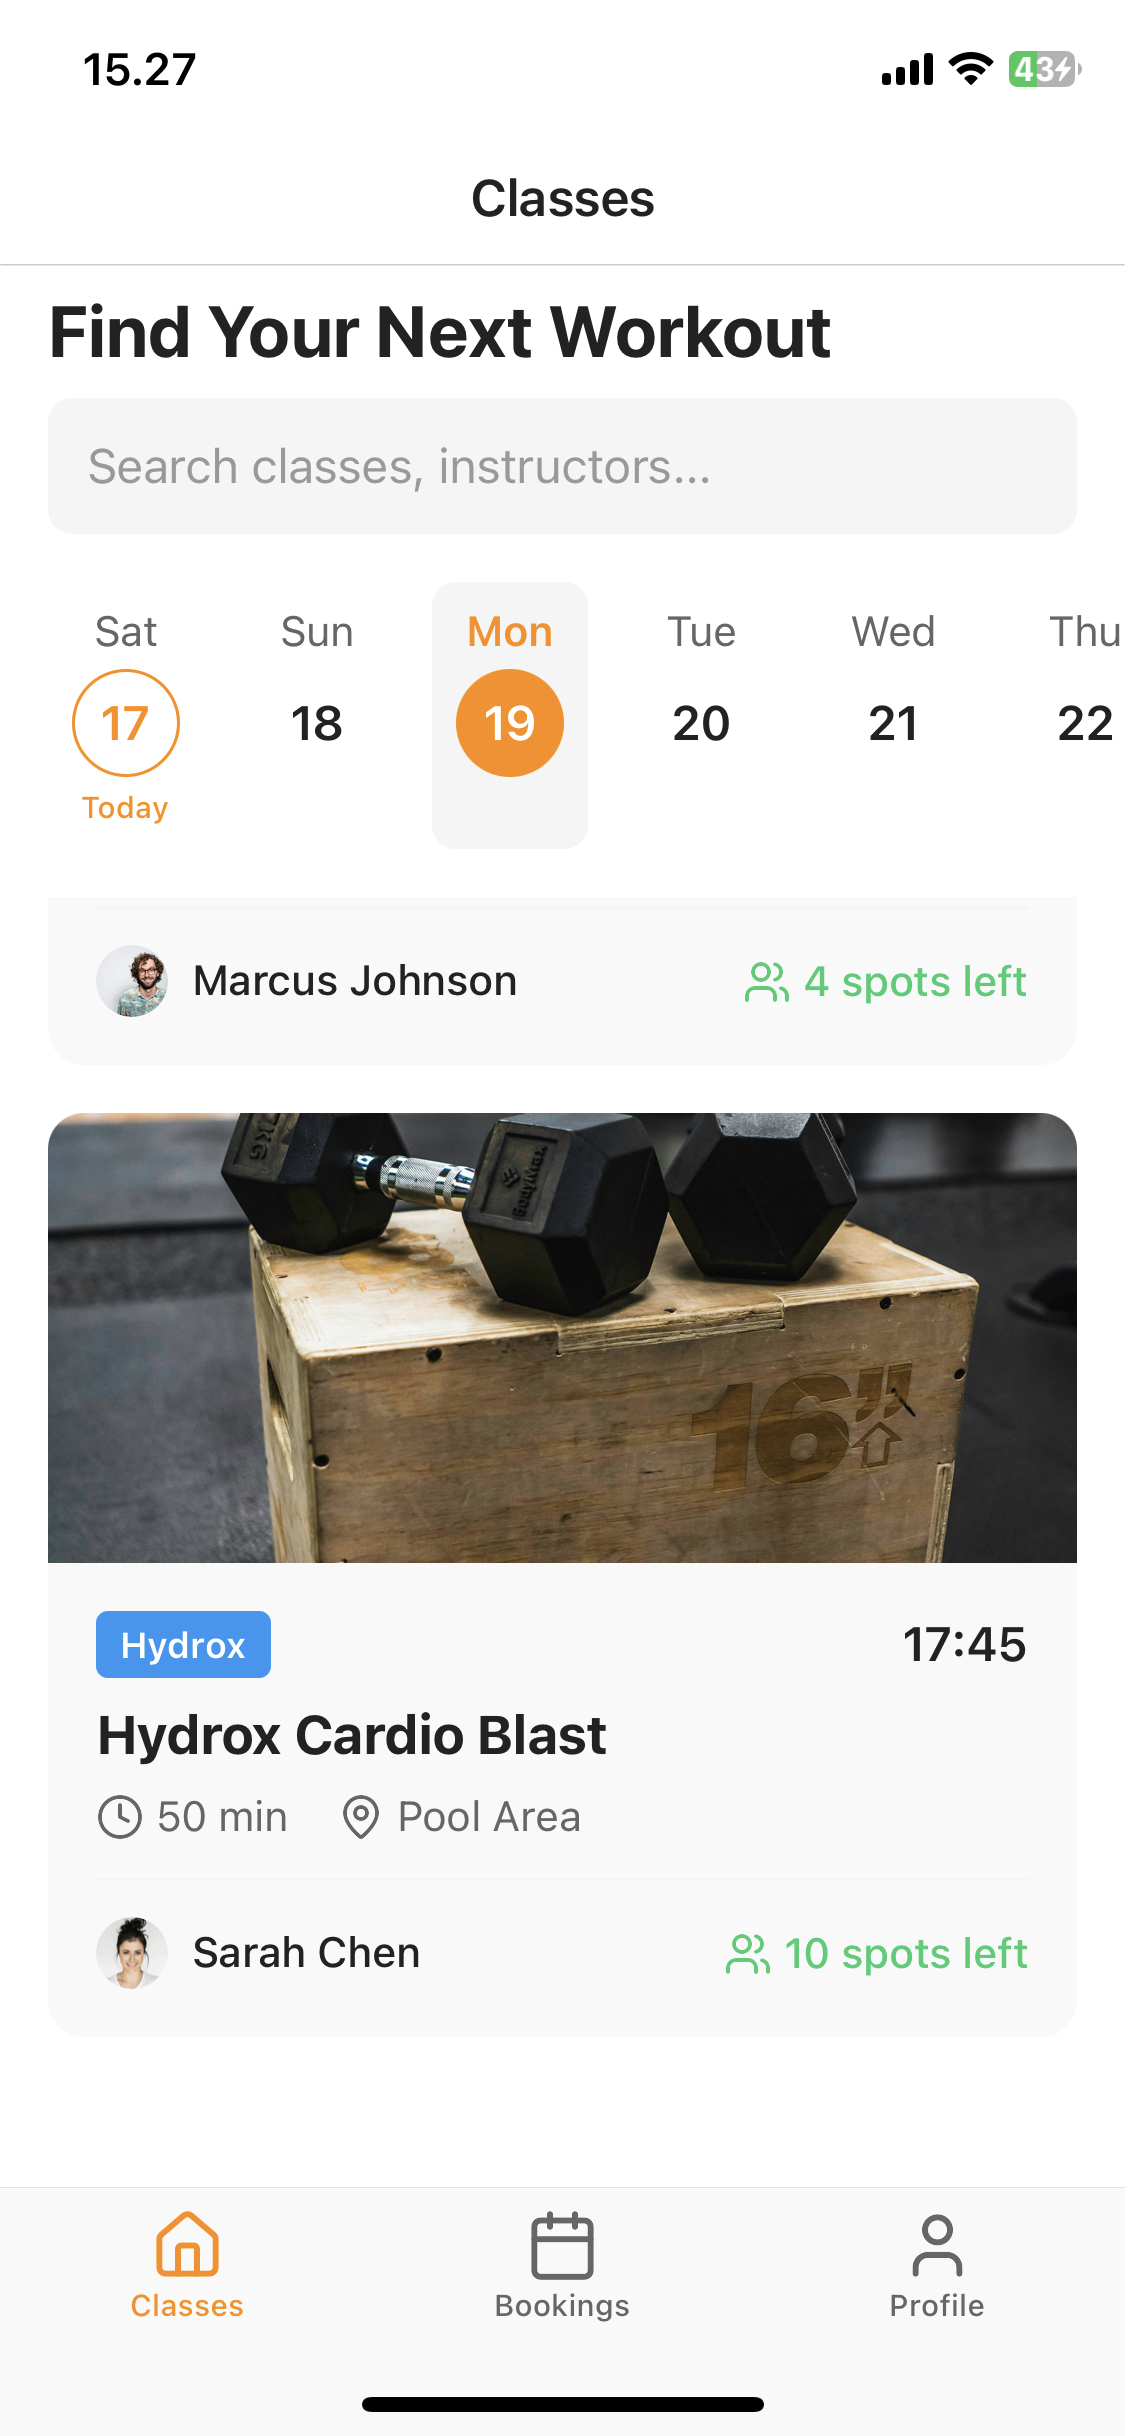 15.27
43
Classes
Find Your Next Workout
Search classes, instructors...
Sat Sun Mon Tue Wed Thu
17 18 19 20 21 22
Today
Marcus Johnson 4 spots left
KG
BodyMax
16"
Hydrox 17:45
Hydrox Cardio Blast
50 min Pool Area
Sarah Chen 10 spots left
Classes Bookings Profile